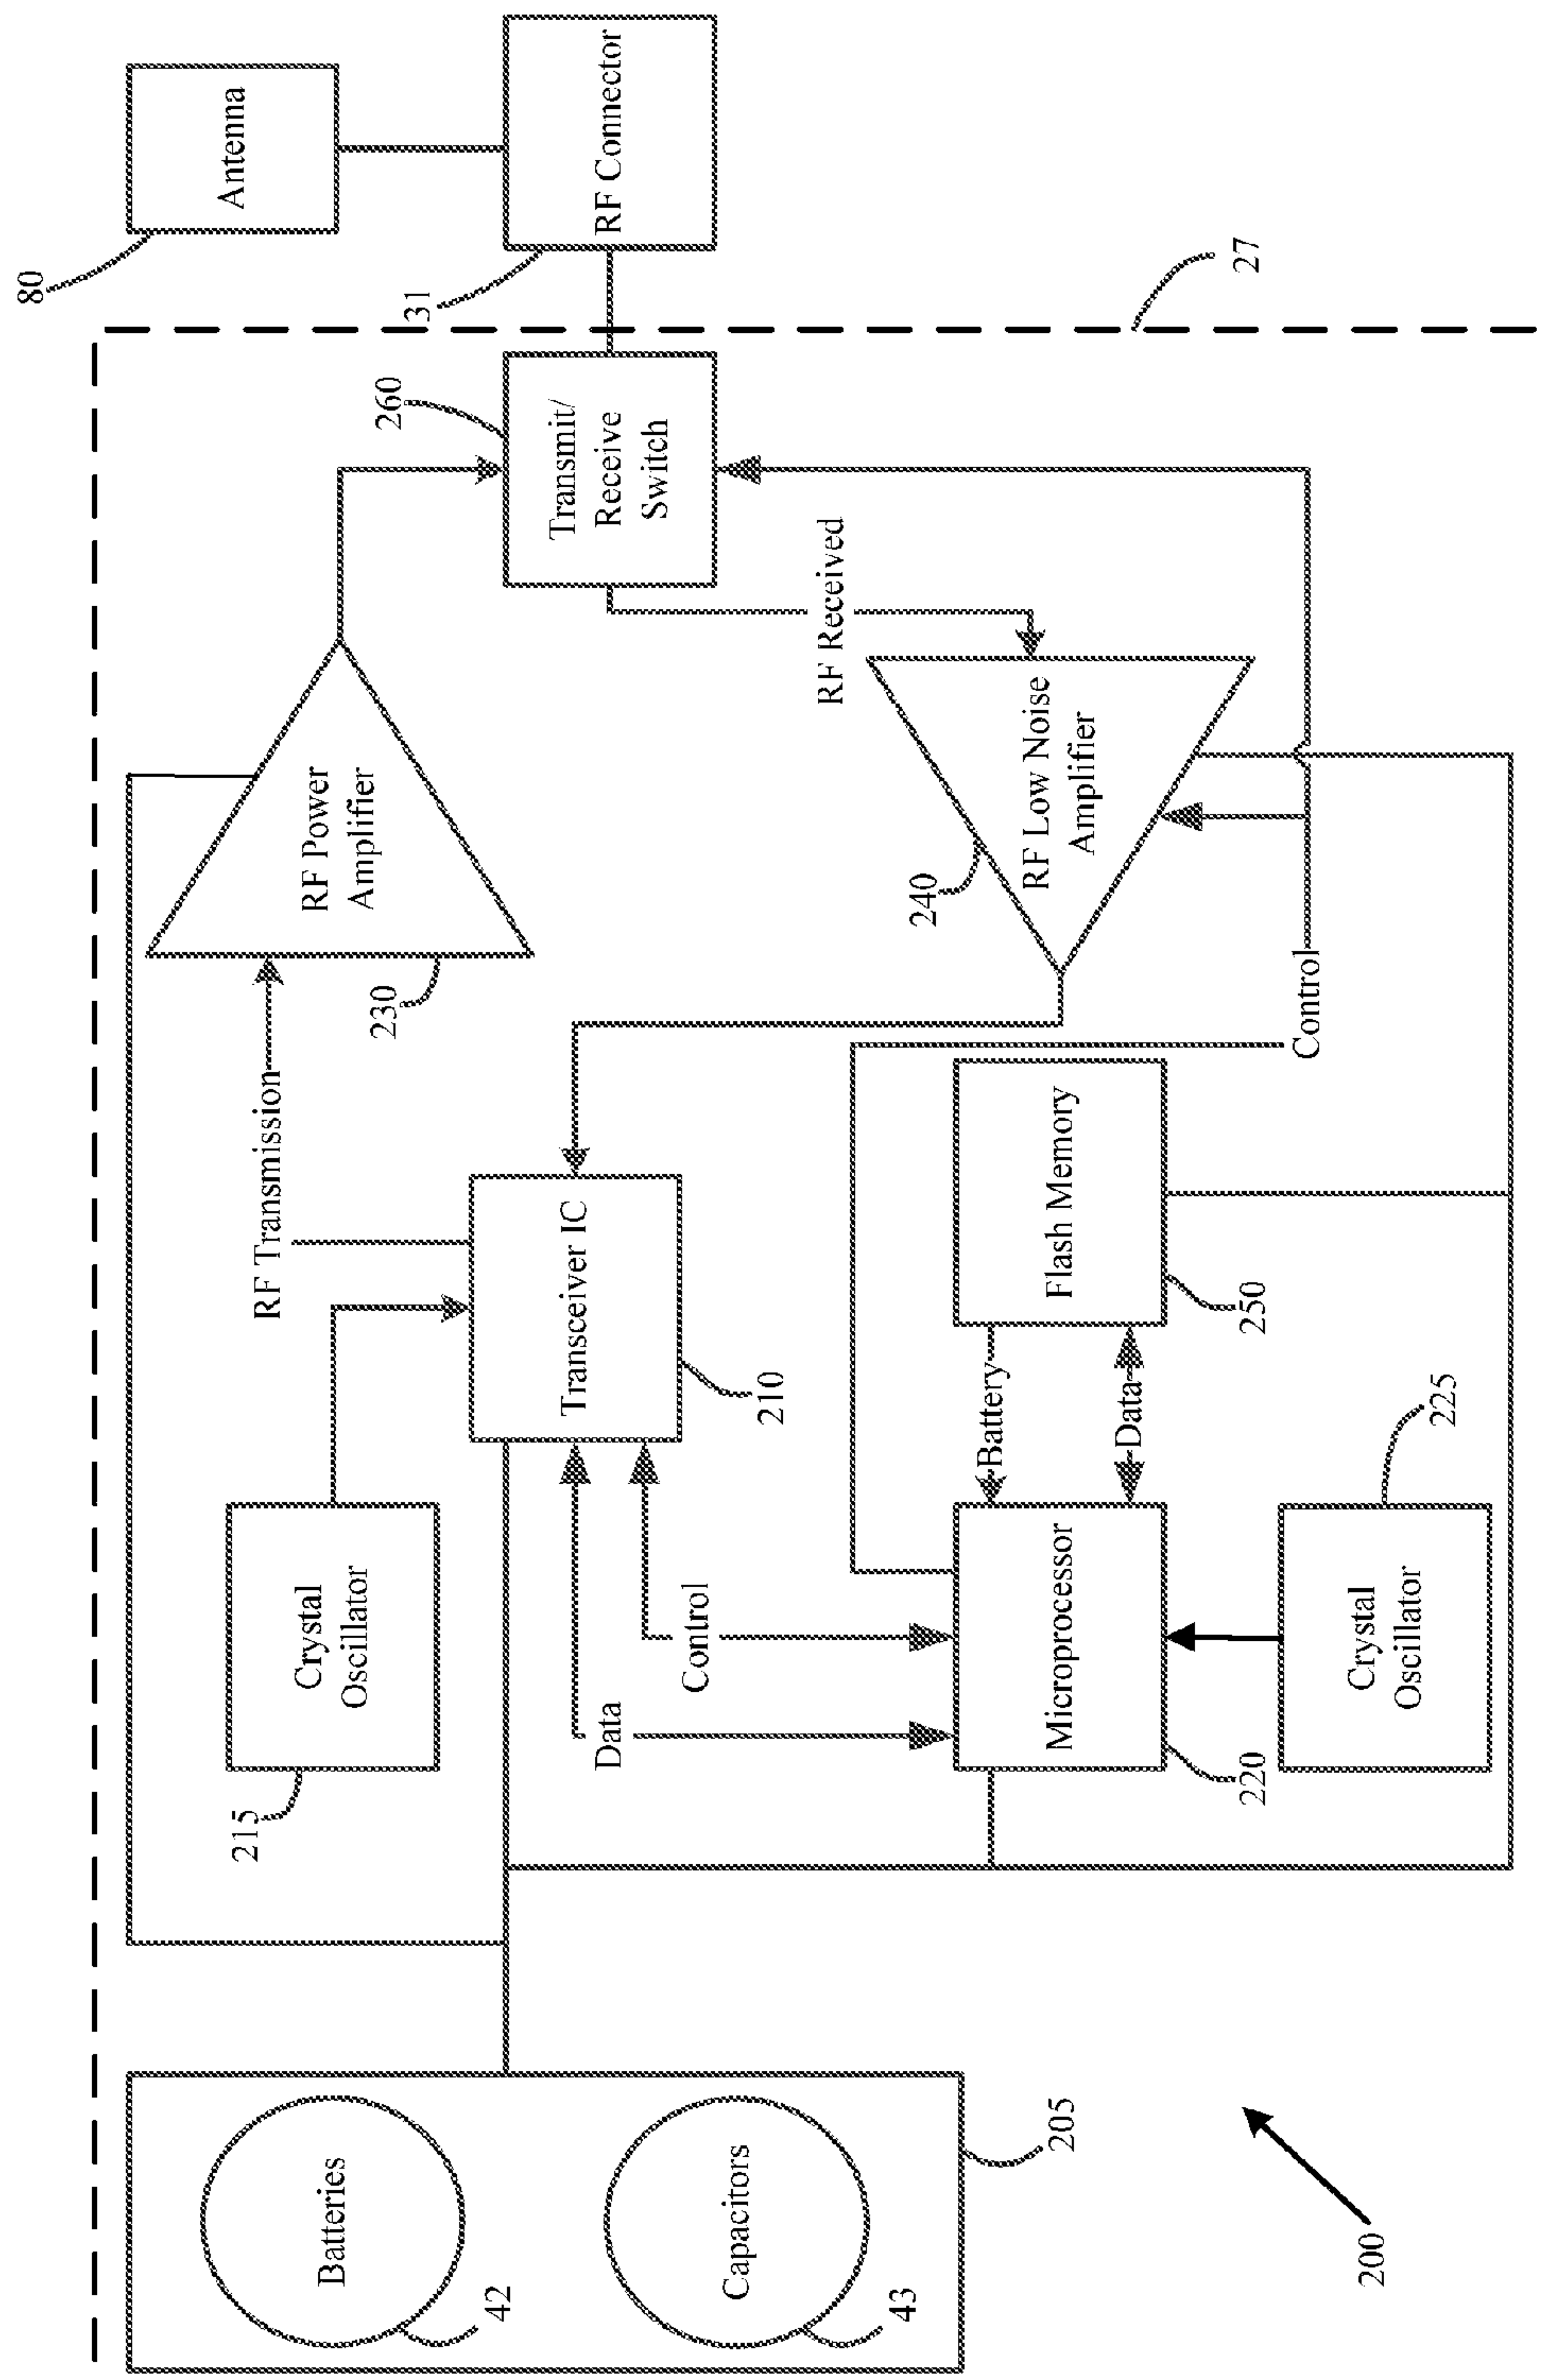 80
Antenna
RF Connector
31
27
260
Transmit/
Receive
Switch
RF Power
Amplifier
230
RF Transmission
RF Received
RF Low Noise
Amplifier
240
Control
Transceiver IC
210
Flash Memory
250
Battery
Data
Crystal
Oscillator
215
Control
Data
Microprocessor
220
Crystal
Oscillator
225
Batteries
42
Capacitors
43
205
200